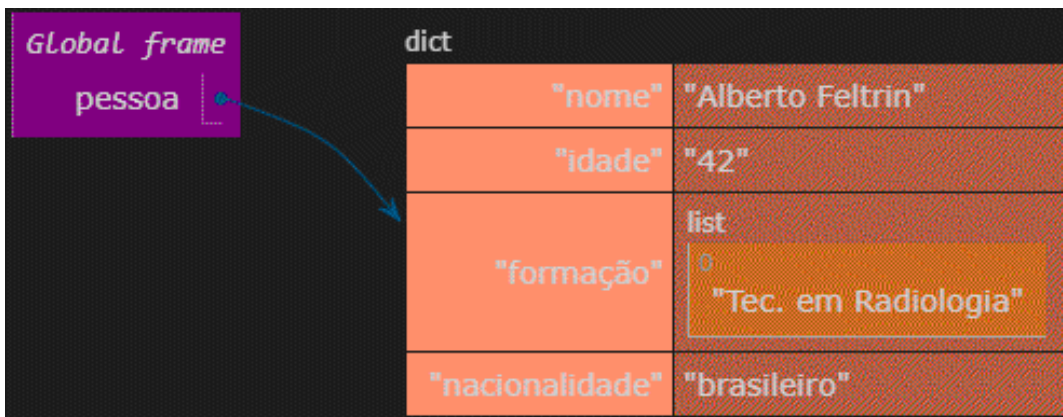 Global frame
pessoa
dict
"nome" "Alberto Feltrin"
"idade" "42"
"formação"
list
0
"Tec. em Radiologia"
"nacionalidade" "brasileiro"